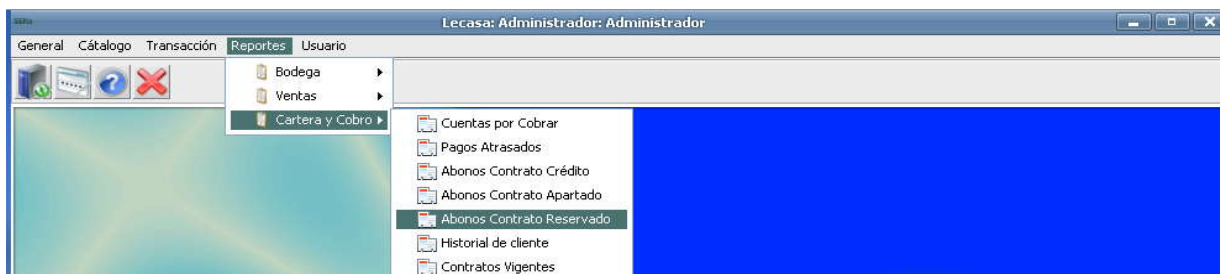 Lecasa: Administrador: Administrador
General Cátalogo Transacción Reportes Usuario
Bodega
Ventas
Cartera y Cobro
Cuentas por Cobrar
Pagos Atrasados
Abonos Contrato Crédito
Abonos Contrato Apartado
Abonos Contrato Reservado
Historial de cliente
Contratos Vigentes